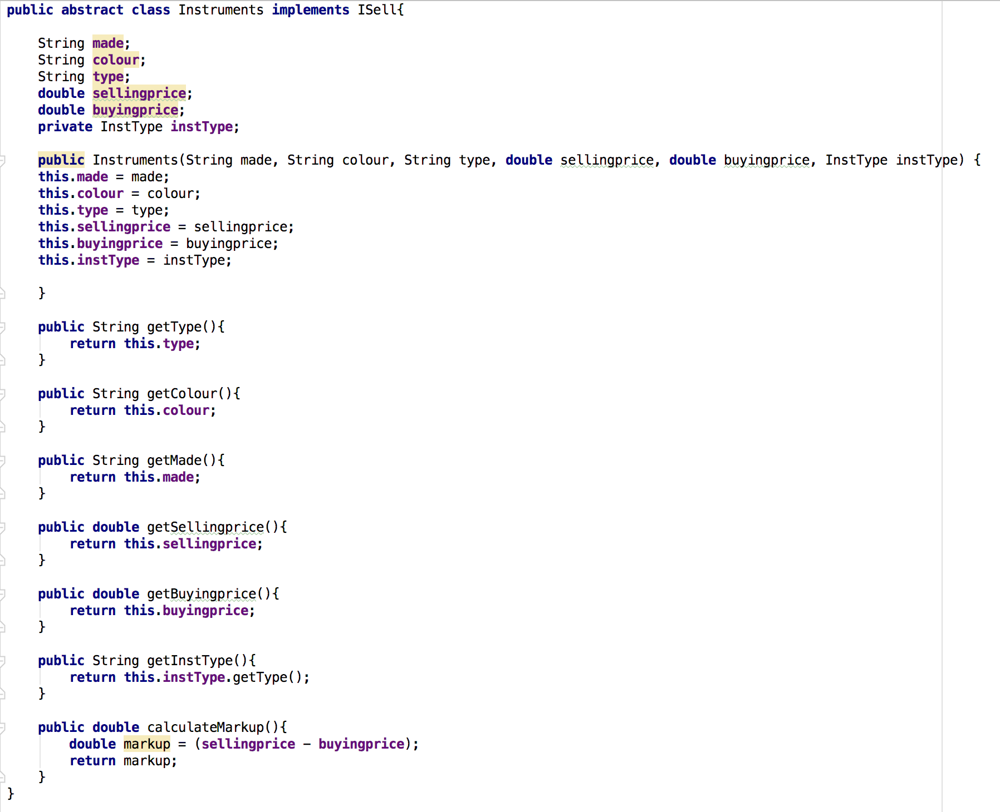 public abstract class Instruments implements ISell{
String made;
String colour;
String type;
double sellingprice;
double buyingprice;
private InstType instType;
public Instruments(String made, String colour, String type, double sellingprice, double buyingprice, InstType instType) {
this.made = made;
this.colour = colour;
this.type = type;
this.sellingprice = sellingprice;
this.buyingprice = buyingprice;
this.instType = instType;
}
public String getType(){
return this.type;
}
public String getColour(){
return this.colour;
}
public String getMade(){
return this.made;
}
public double getSellingprice(){
return this.sellingprice;
}
public double getBuyingprice(){
return this.buyingprice;
}
public String getInstType(){
return this.instType.getType();
}
public double calculateMarkup(){
double markup = (sellingprice - buyingprice);
return markup;
}
}